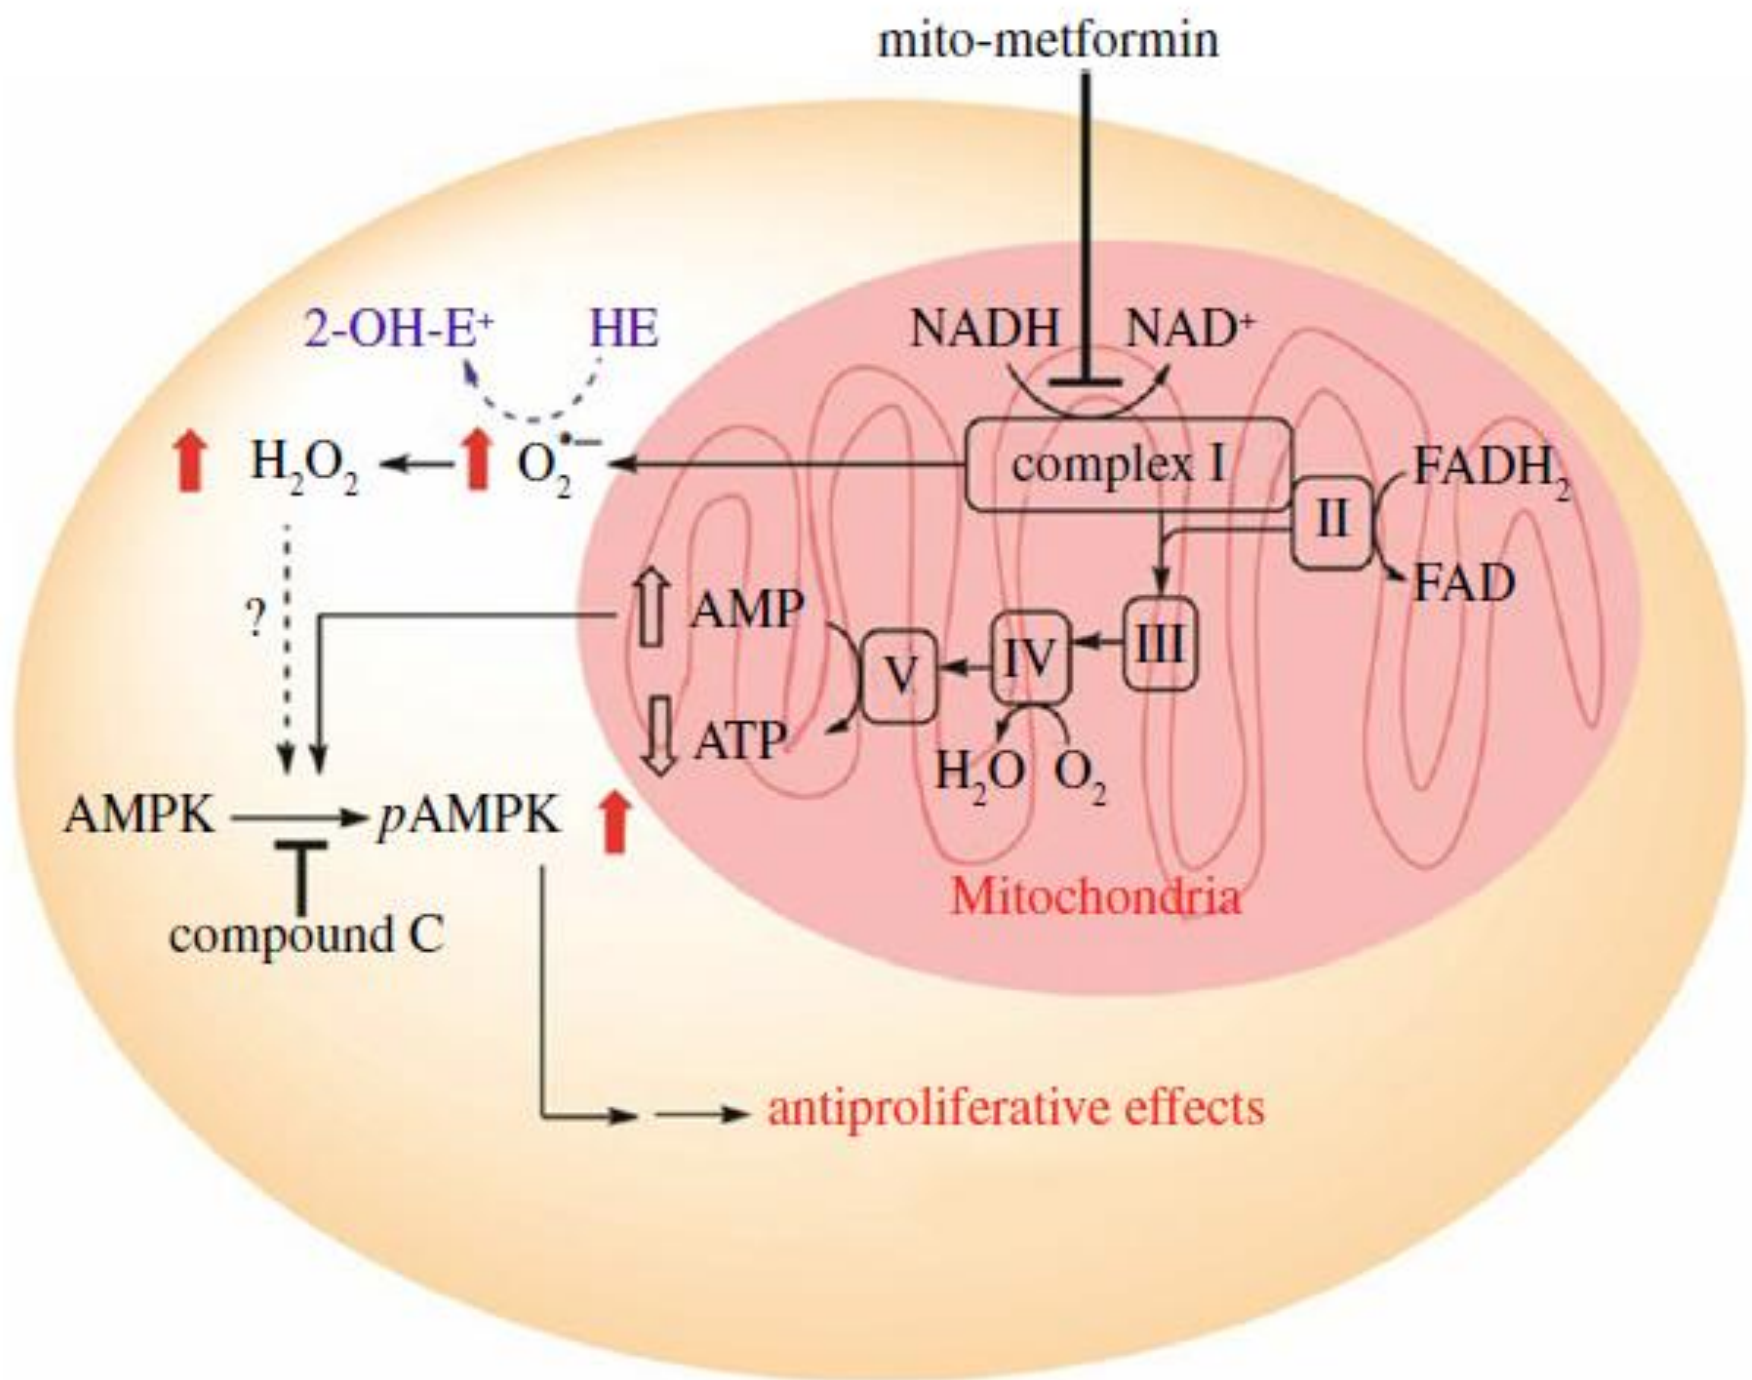 mito-metformin
2-OH-E⁺ HE
NADH NAD⁺
H₂O₂ O₂•−
complex I
FADH₂
II
FAD
?
AMP
V IV III
ATP
H₂O O₂
AMPK pAMPK
Mitochondria
compound C
antiproliferative effects